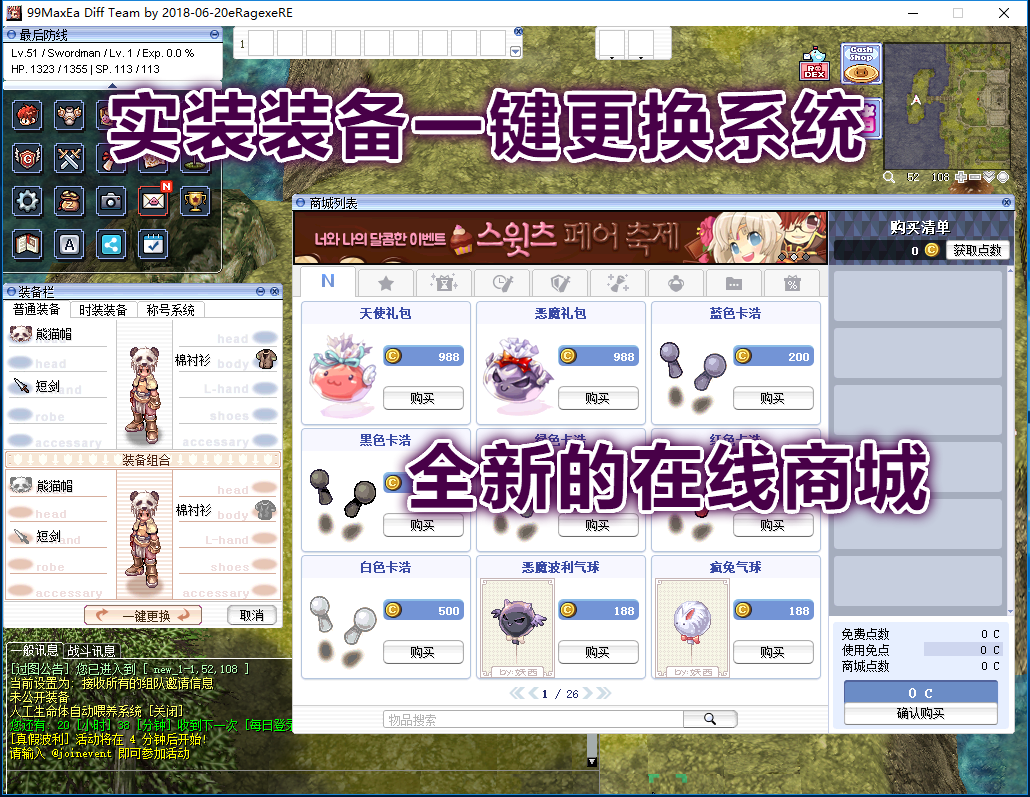 99MaxEa Diff Team by 2018-06-20eRagexeRE
最后防线
Lv.51 / Swordman / Lv. 1 / Exp. 0.0 %
HP. 1323 / 1355 | SP. 113 / 113
1
RODEX
Cash Shop
实装装备一键更换系统
52 108
N
A
装备栏
普通装备 时装装备 称号系统
熊猫帽
head
head
棉衬衫
body
短剑
L-hand
robe
shoes
accessary
accessary
装备组合
熊猫帽
head
head
棉衬衫
body
短剑
L-hand
robe
shoes
accessary
accessary
一键更换
取消
商城列表
너와 나의 달콤한 이벤트
스윗츠 페어 축제
N
天使礼包
C 988
购买
恶魔礼包
C 988
购买
蓝色卡浩
C 200
购买
黑色卡浩
绿色卡浩
红色卡浩
全新的在线商城
购买
购买
购买
白色卡浩
C 500
购买
恶魔波利气球
C 188
购买
by:妖西
疯兔气球
C 188
购买
by:妖西
1 / 26
物品搜索
购买清单
0 C
获取点数
免费点数 0 C
使用免点 0 C
商城点数 0 C
0 C
确认购买
一般讯息 战斗讯息
[过图公告] 您已进入到 [ new_1-1,52,108 ]
当前设置为: 接收所有的组队邀请信息
未公开装备
人工生命体自动喂养系统 [关闭]
您还有 20 [小时] 38 [分钟] 收到下一次 [每日登录
[真假波利] 活动将在 4 分钟后开始!
请输入 @joinevent 即可参加活动